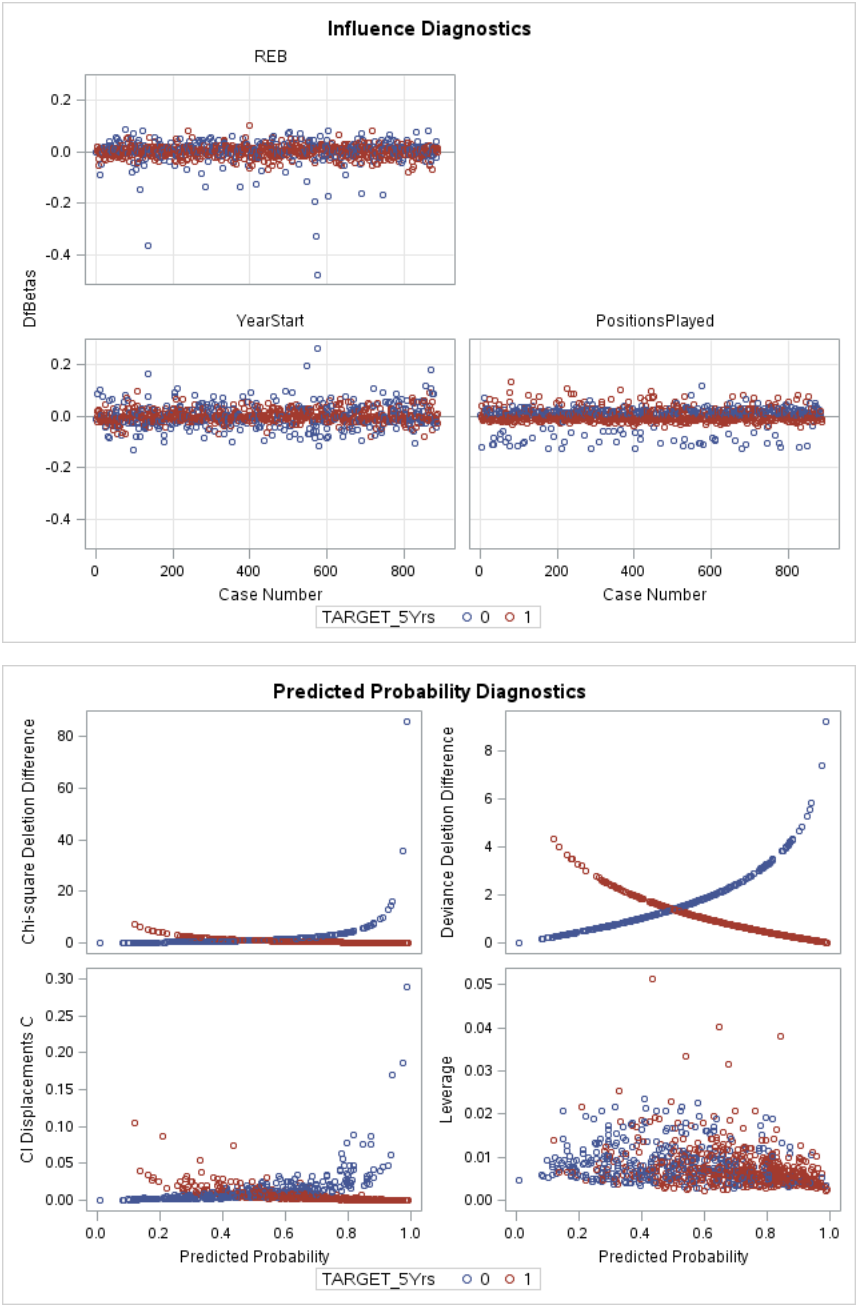 Influence Diagnostics
REB
0.2
0.0
-0.2
-0.4
DfBetas
YearStart
PositionsPlayed
0.2
0.0
-0.2
-0.4
0 200 400 600 800
0 200 400 600 800
Case Number
Case Number
TARGET_5Yrs 0 1
Predicted Probability Diagnostics
Chi-square Deletion Difference
80
60
40
20
0
Deviance Deletion Difference
8
6
4
2
0
CI Displacements C
0.30
0.25
0.20
0.15
0.10
0.05
0.00
Leverage
0.05
0.04
0.03
0.02
0.01
0.00
0.0 0.2 0.4 0.6 0.8 1.0
0.0 0.2 0.4 0.6 0.8 1.0
Predicted Probability
Predicted Probability
TARGET_5Yrs 0 1